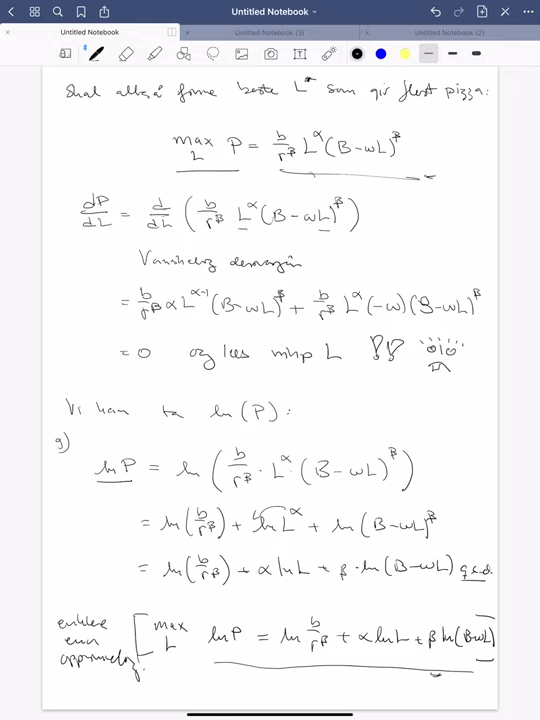 Untitled Notebook
Untitled Notebook
Untitled Notebook (3)
Untitled Notebook (2)
Skal altså finne beste L* som gir flest pizza:
max P = b/r^β L^α (B-wL)^β
L
dP/dL = d/dL (b/r^β L^α (B-wL)^β)
Vanskelig derivasjon
= b/r^β α L^(α-1) (B-wL)^β + b/r^β L^α (-w) (B-wL)^β
= 0 og løs mhp L !!
Vi kan ta ln(P):
g)
ln P = ln (b/r^β · L^α · (B-wL)^β)
= ln(b/r^β) + ln L^α + ln (B-wL)^β
= ln(b/r^β) + α ln L + β · ln(B-wL) q.e.d.
enklere enn opprinnelig. [ max ln P = ln b/r^β + α ln L + β ln(B-wL) ]
L